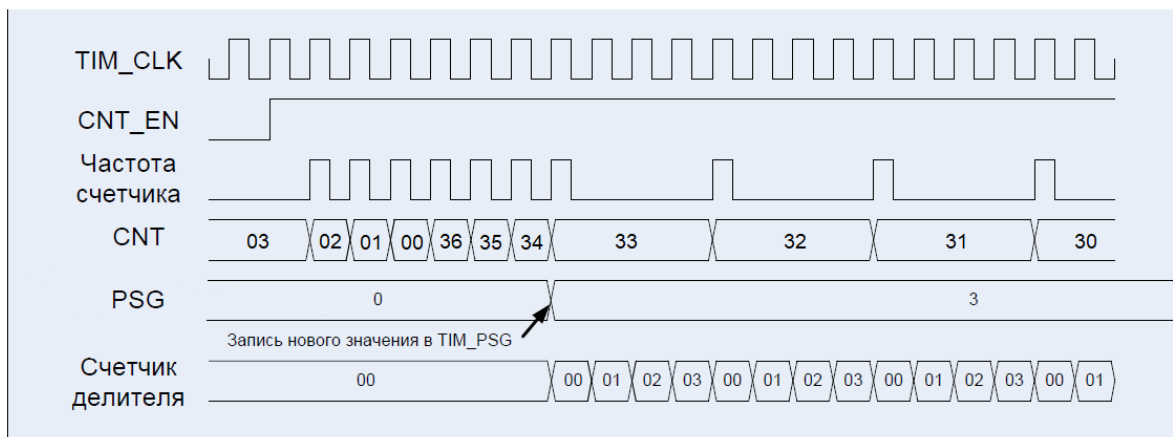 TIM_CLK
CNT_EN
Частота
счетчика
CNT 03 02 01 00 36 35 34 33 32 31 30
PSG 0 3
Запись нового значения в TIM_PSG
Счетчик
делителя
00 00 01 02 03 00 01 02 03 00 01 02 03 00 01